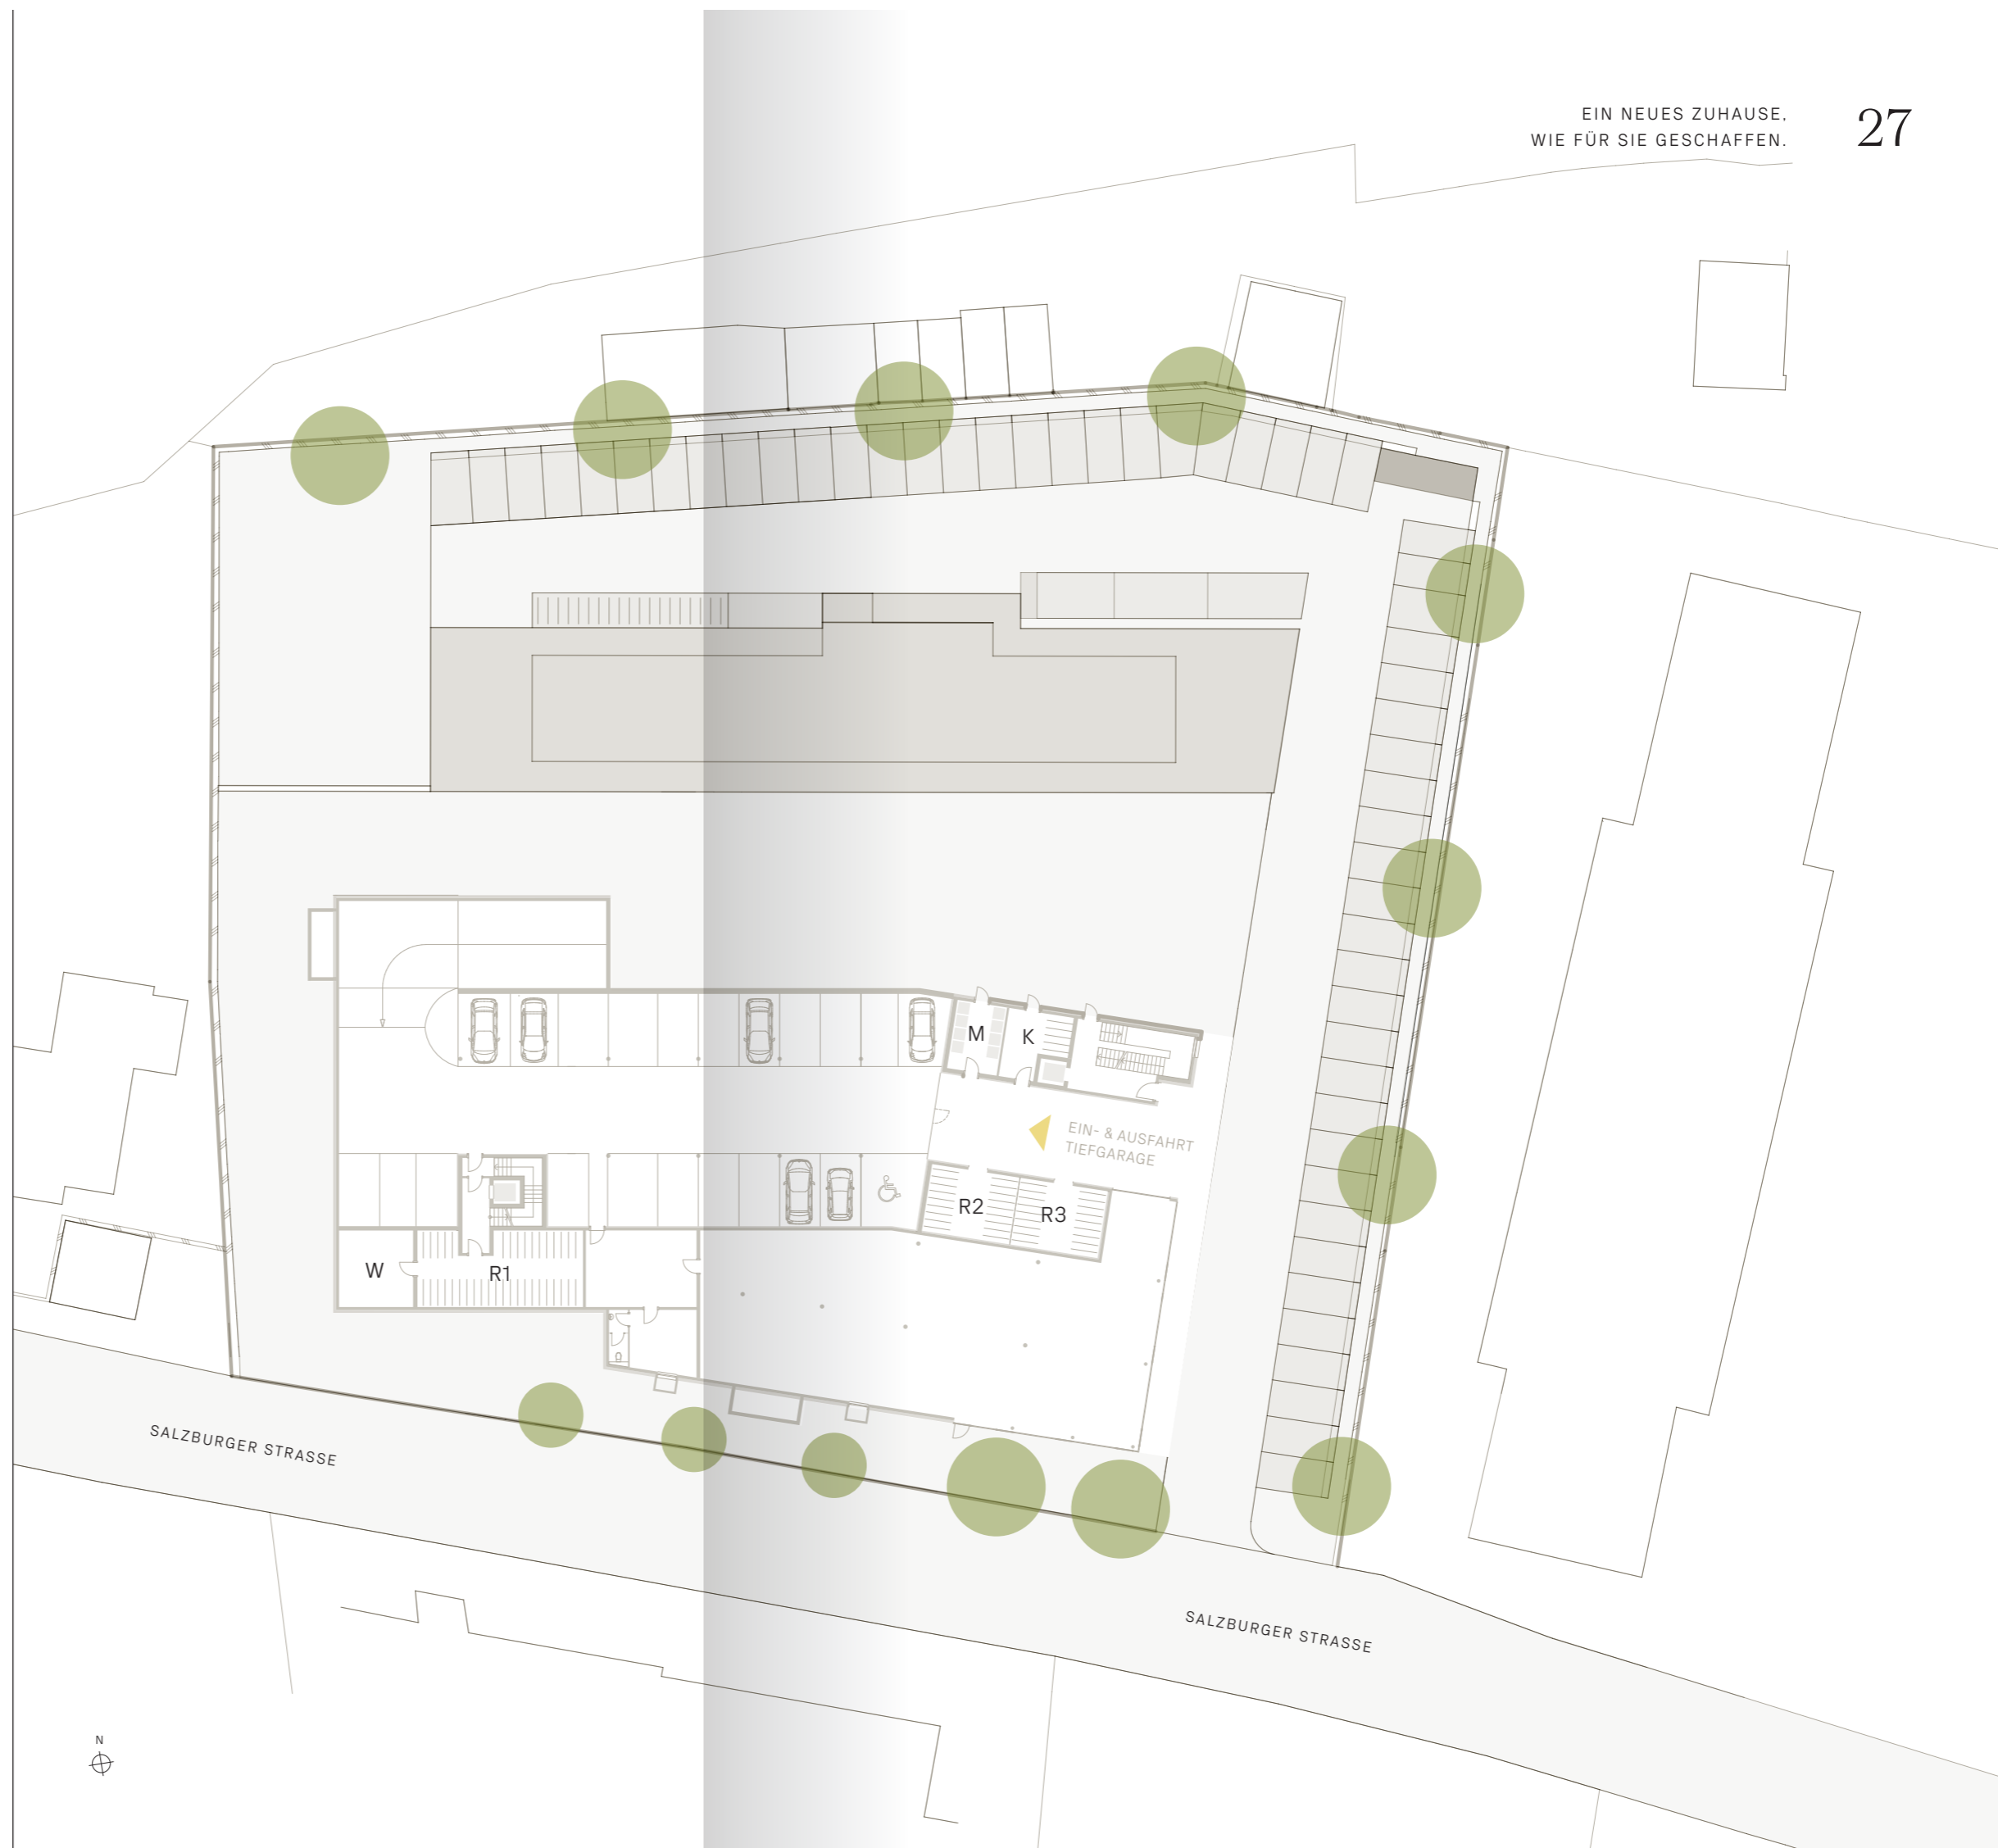 EIN NEUES ZUHAUSE,
WIE FÜR SIE GESCHAFFEN.
27
M
K
EIN- & AUSFAHRT
TIEFGARAGE
R2
R3
W
R1
SALZBURGER STRASSE
SALZBURGER STRASSE
N